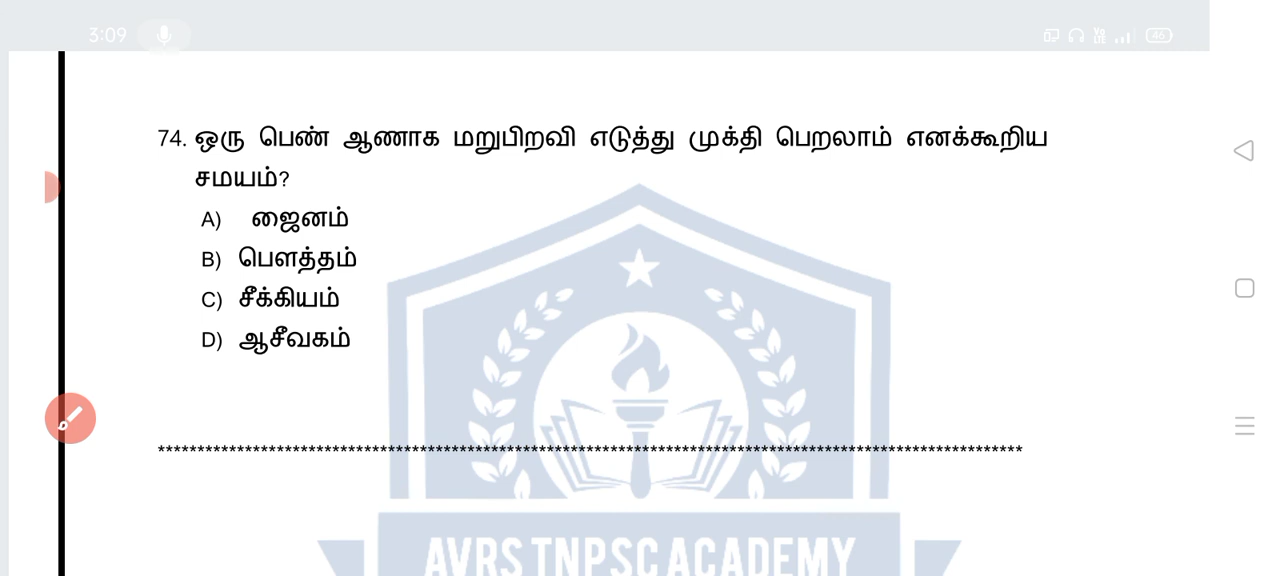 3:09
46
74. ஒரு பெண் ஆணாக மறுபிறவி எடுத்து முக்தி பெறலாம் எனக்கூறிய
சமயம்?
A) ஜைனம்
B) பௌத்தம்
C) சீக்கியம்
D) ஆசீவகம்
************************************************************************************************************
AVRS TNPSC ACADEMY